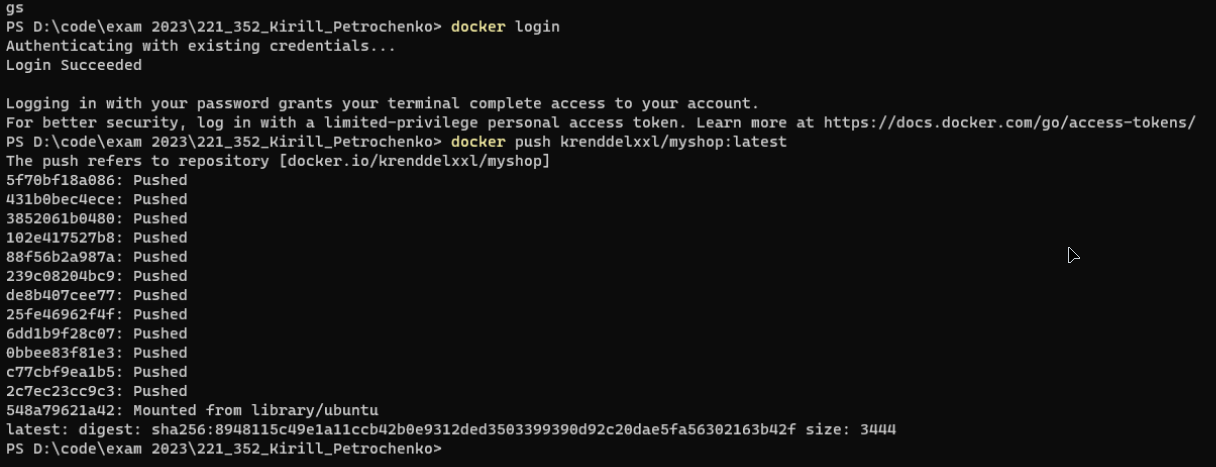 gs
PS D:\code\exam 2023\221_352_Kirill_Petrochenko> docker login
Authenticating with existing credentials...
Login Succeeded
Logging in with your password grants your terminal complete access to your account.
For better security, log in with a limited-privilege personal access token. Learn more at https://docs.docker.com/go/access-tokens/
PS D:\code\exam 2023\221_352_Kirill_Petrochenko> docker push krenddelxxl/myshop:latest
The push refers to repository [docker.io/krenddelxxl/myshop]
5f70bf18a086: Pushed
431b0bec4ece: Pushed
3852061b0480: Pushed
102e417527b8: Pushed
88f56b2a987a: Pushed
239c08204bc9: Pushed
de8b407cee77: Pushed
25fe46962f4f: Pushed
6dd1b9f28c07: Pushed
0bbee83f81e3: Pushed
c77cbf9ea1b5: Pushed
2c7ec23cc9c3: Pushed
548a79621a42: Mounted from library/ubuntu
latest: digest: sha256:8948115c49e1a11ccb42b0e9312ded3503399390d92c20dae5fa56302163b42f size: 3444
PS D:\code\exam 2023\221_352_Kirill_Petrochenko>